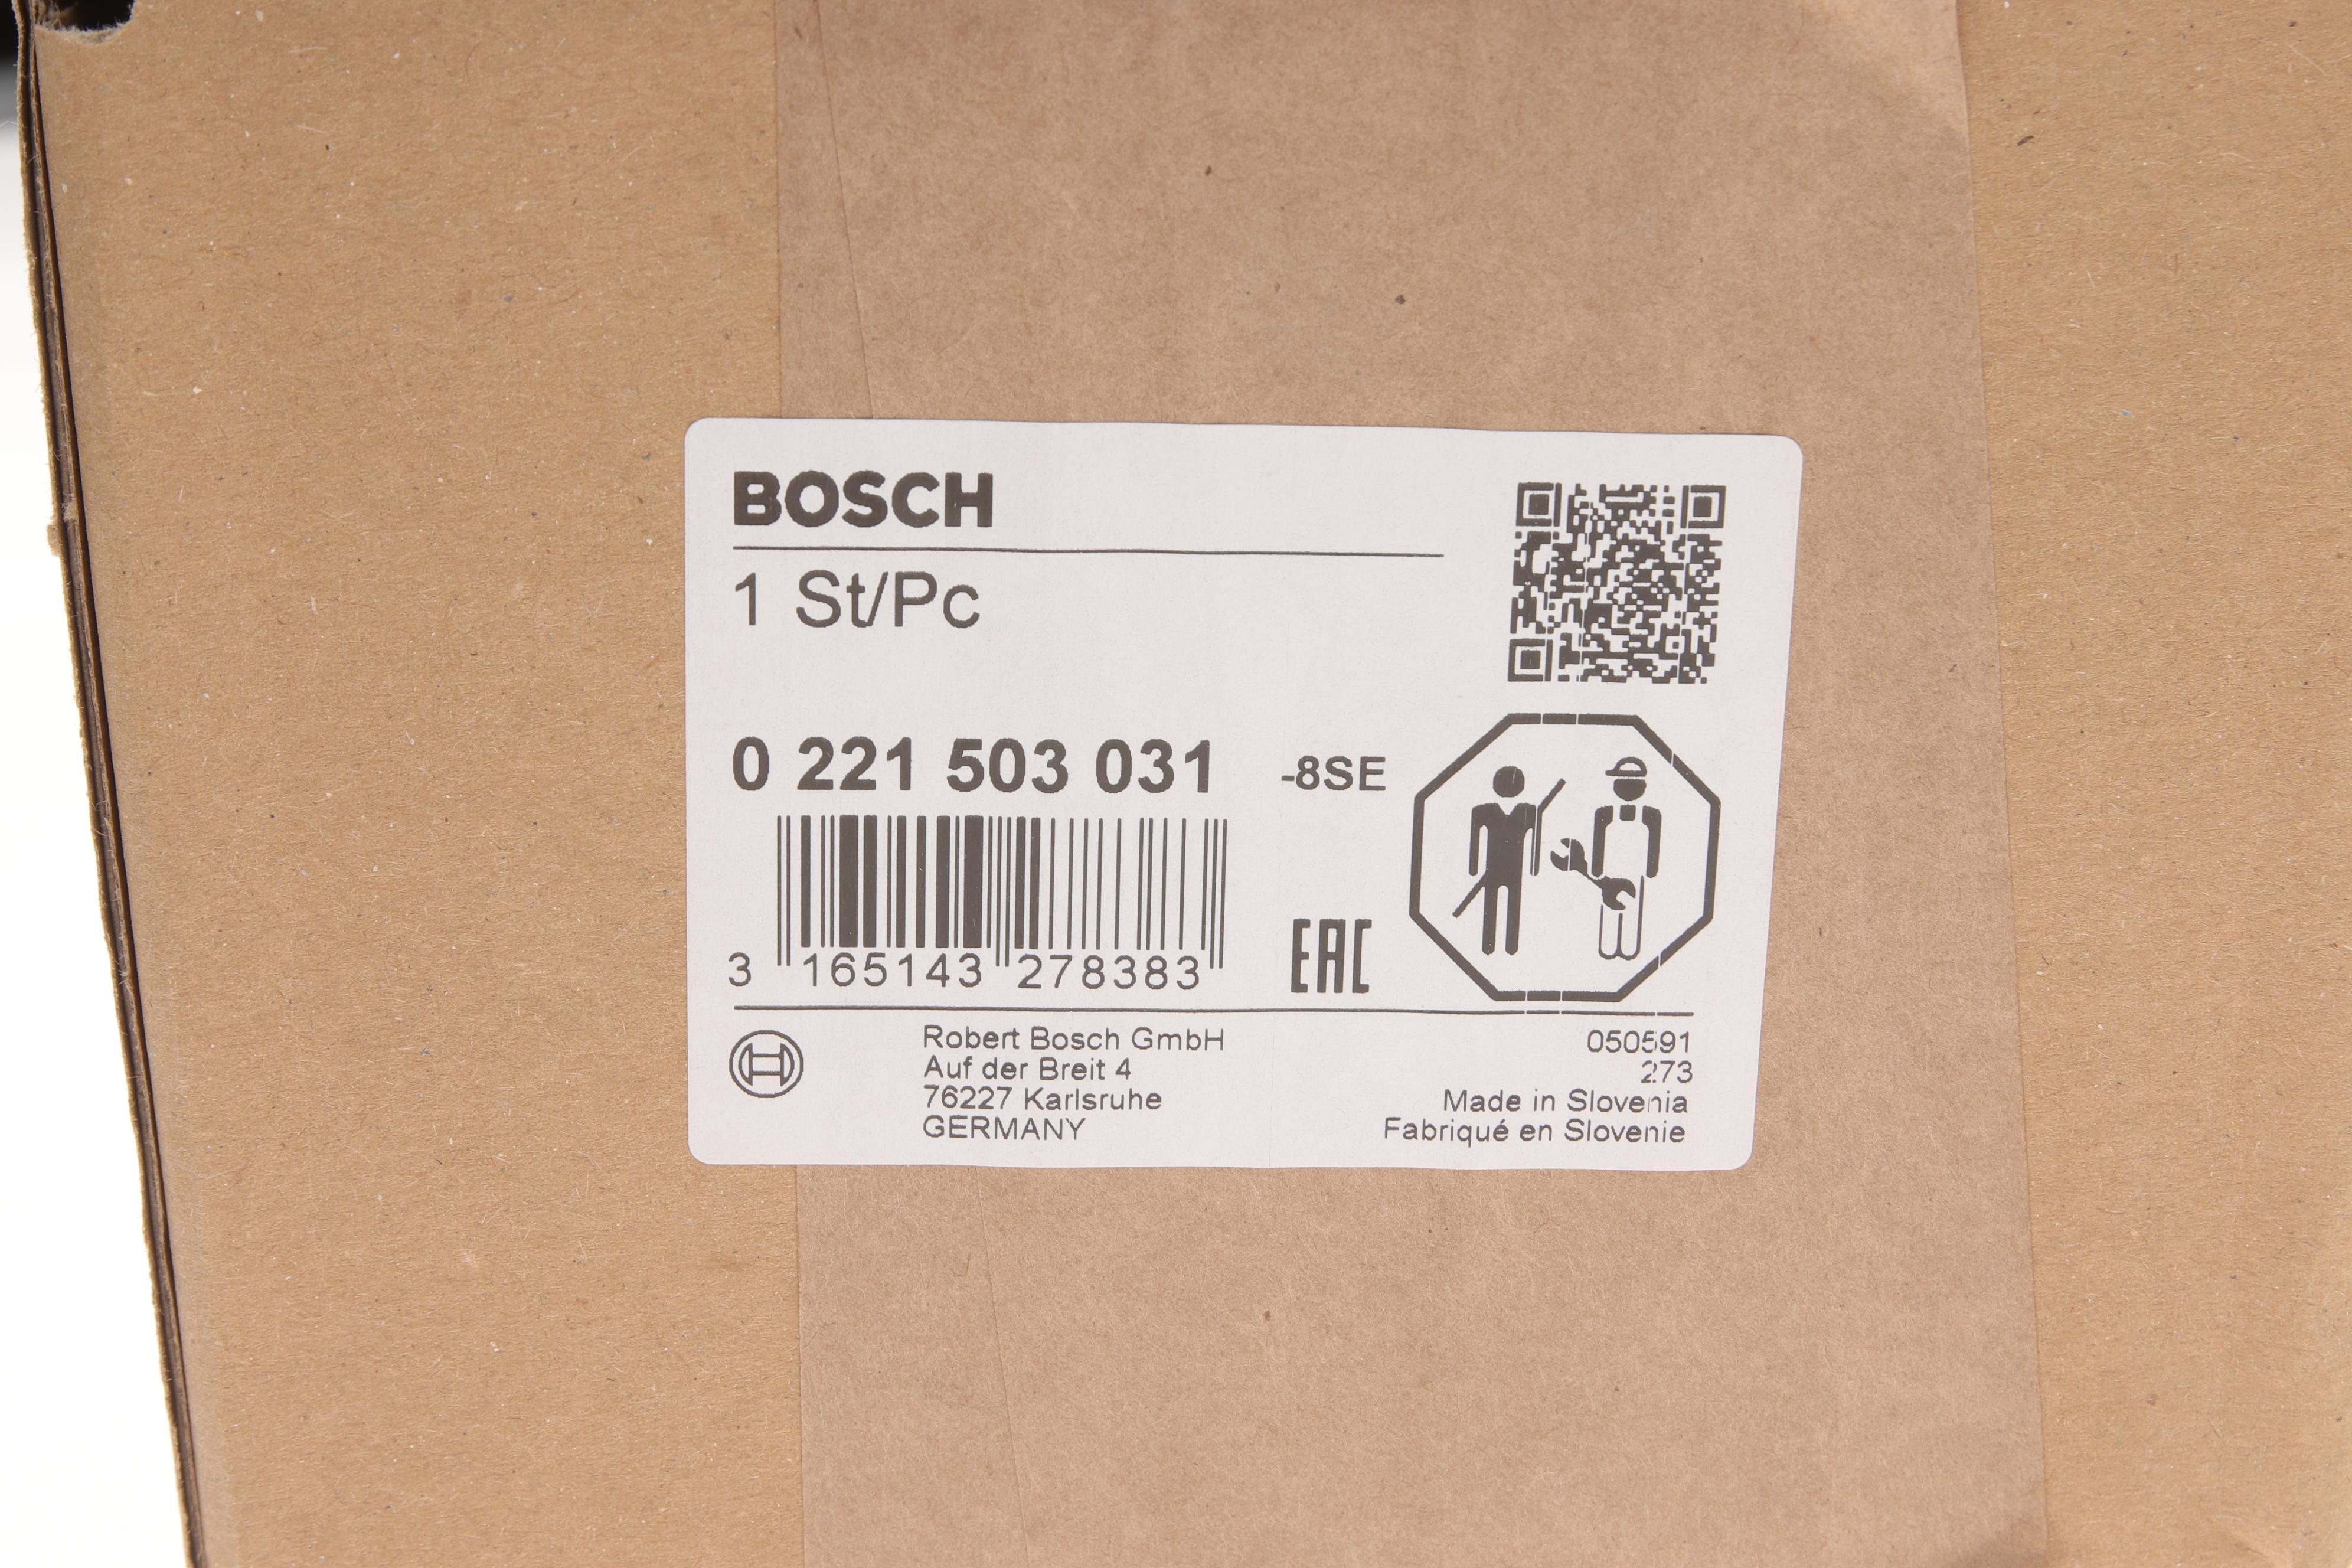 BOSCH
1 St/Pc
0 221 503 031 -8SE
3 165143 278383
EAC
Robert Bosch GmbH
Auf der Breit 4
76227 Karlsruhe
GERMANY
050591
273
Made in Slovenia
Fabriqué en Slovenie